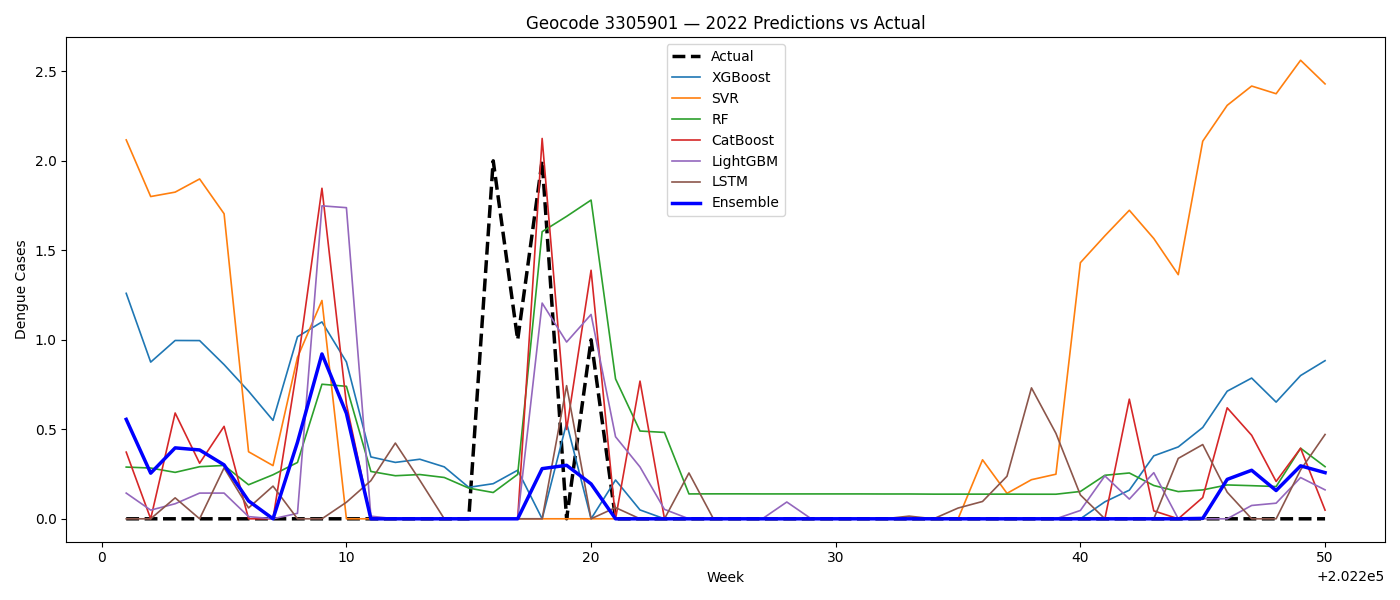 Geocode 3305901 — 2022 Predictions vs Actual
Dengue Cases
2.5
2.0
1.5
1.0
0.5
0.0
Actual
XGBoost
SVR
RF
CatBoost
LightGBM
LSTM
Ensemble
0 10 20 30 40 50
Week
+2.022e5